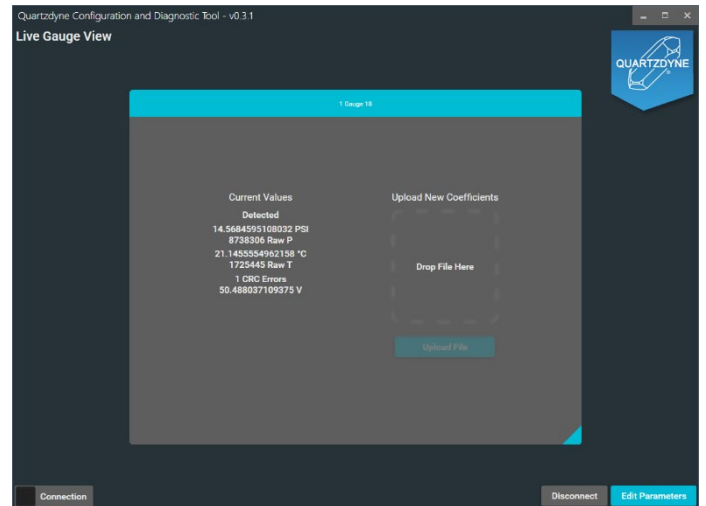 Quartzdyne Configuration and Diagnostic Tool - v0.3.1
Live Gauge View
QUARTZDYNE
1 Gauge 18
Current Values
Detected
14.5684595108032 PSI
8738306 Raw P
21.1455554962158 °C
1725445 Raw T
1 CRC Errors
50.488037109375 V
Upload New Coefficients
Drop File Here
Upload File
Connection
Disconnect
Edit Parameters